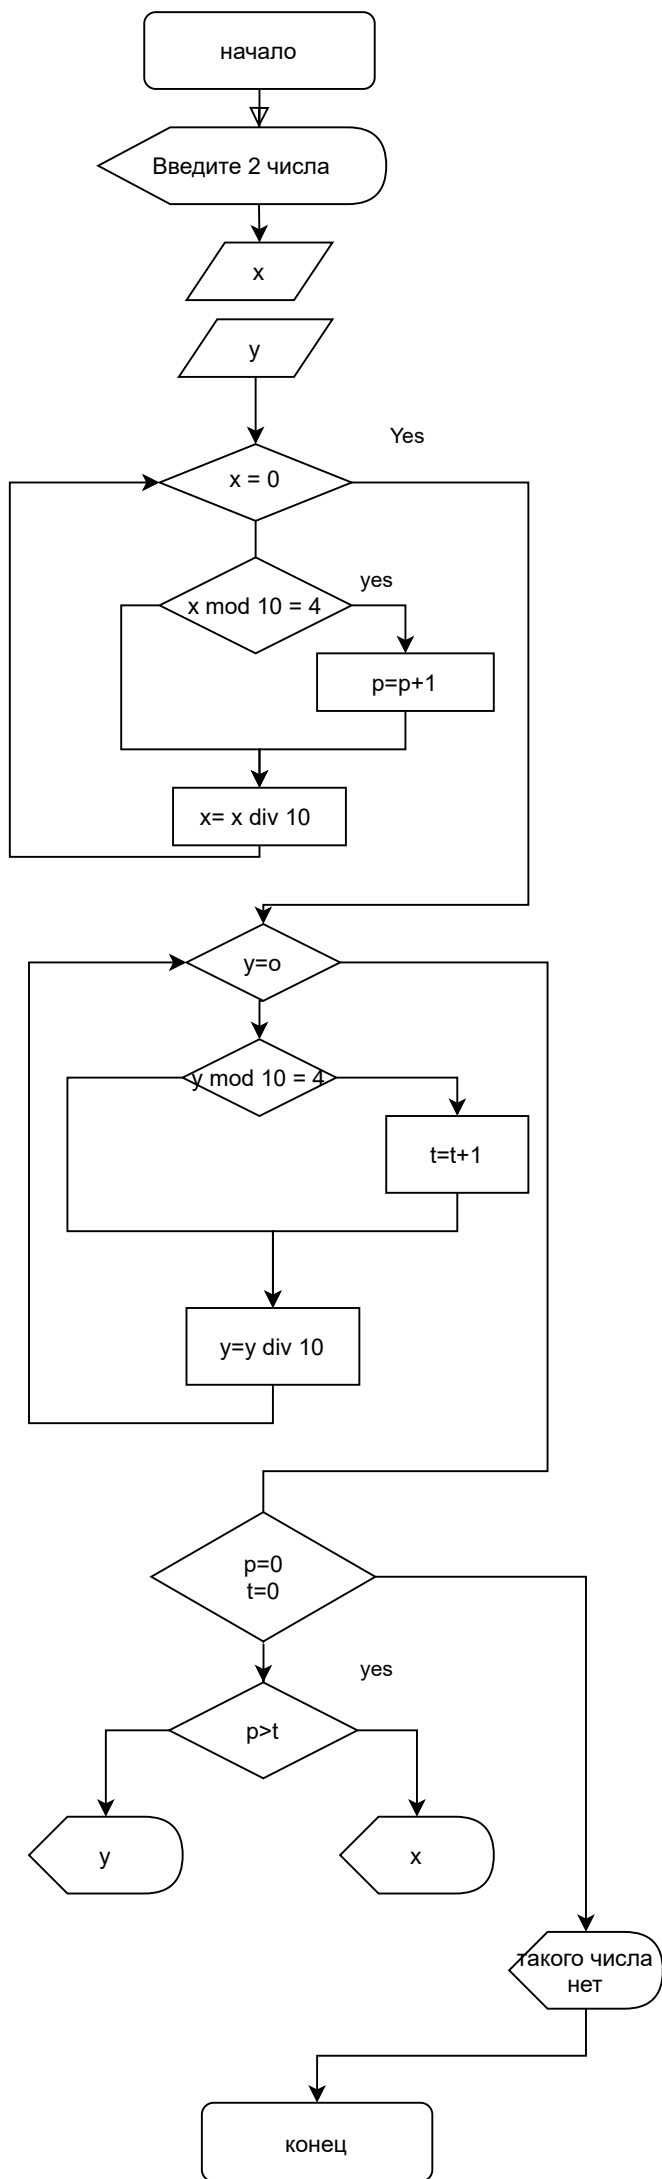 начало
Введите 2 числа
x
y
Yes
x = 0
yes
x mod 10 = 4
p=p+1
x= x div 10
y=o
y mod 10 = 4
t=t+1
y=y div 10
p=0
t=0
yes
p>t
y
x
такого числа
нет
конец